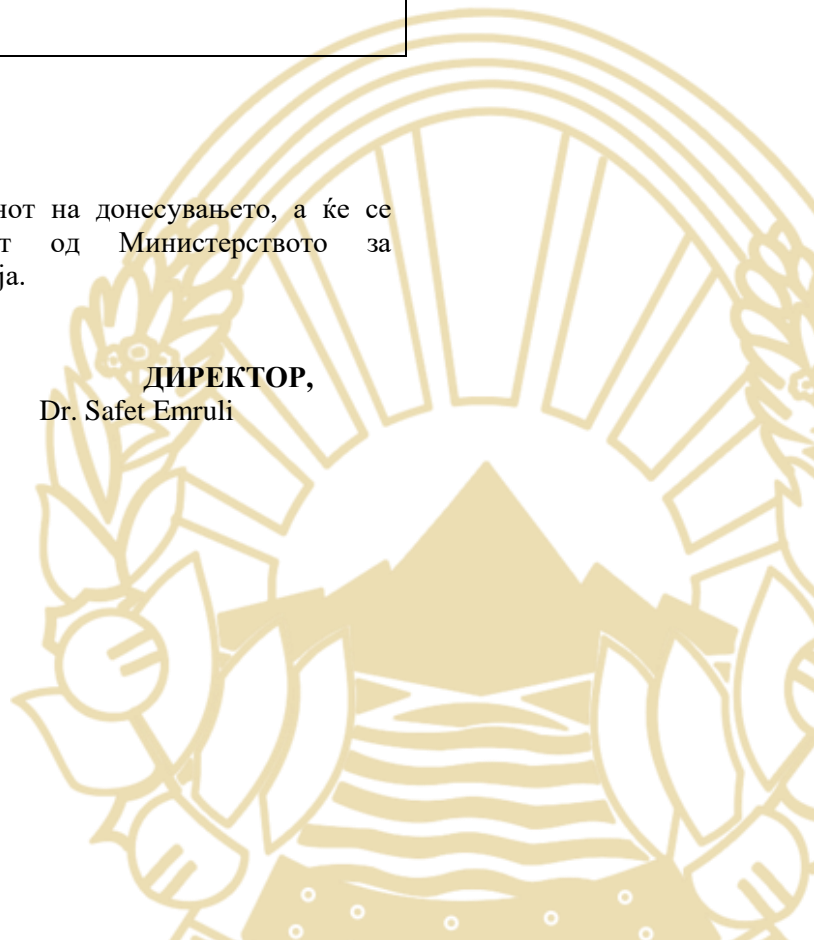 нот на донесувањето, а ќе се
т од Министерството за
ја.
ДИРЕКТОР,
Dr. Safet Emruli